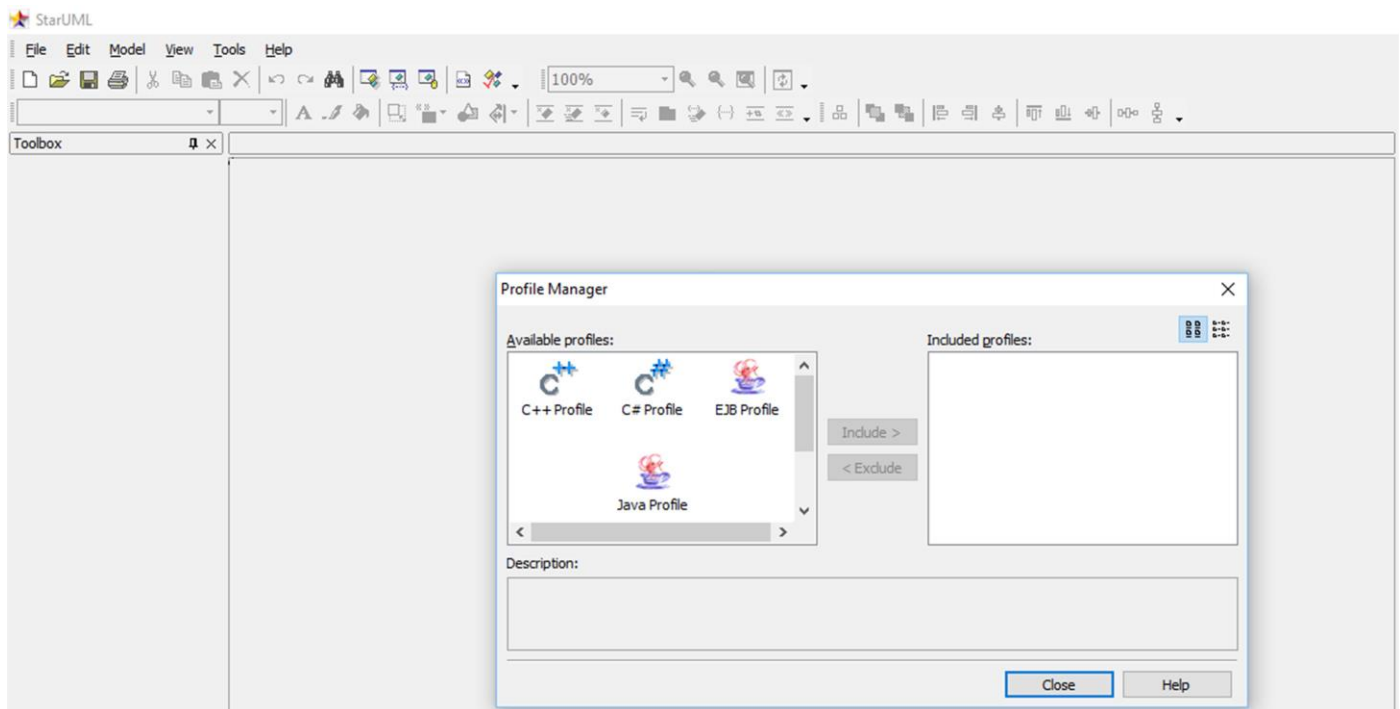 StarUML
File Edit Model View Tools Help
100%
Toolbox
Profile Manager
Available profiles:
Included profiles:
C++ Profile C# Profile EJB Profile
Java Profile
Include >
< Exclude
Description:
Close Help